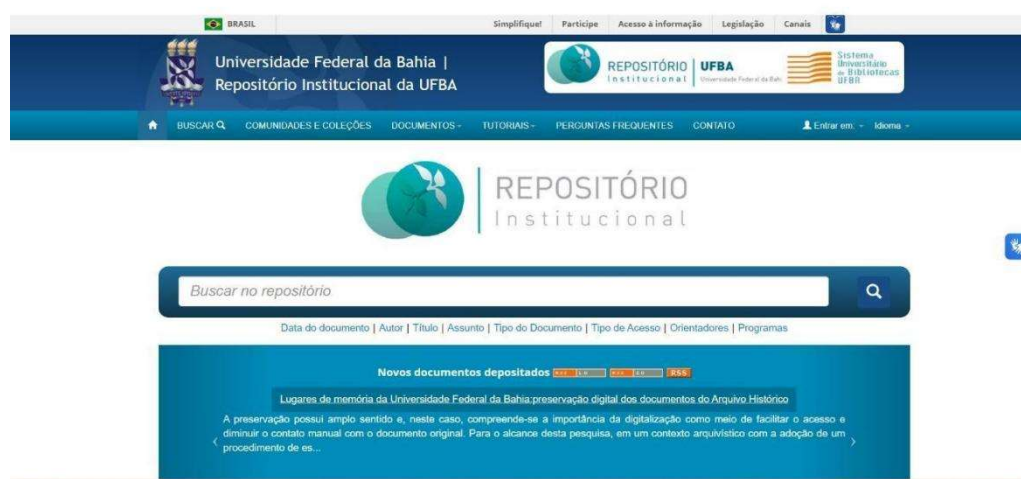 BRASIL Simplifique! Participe Acesso à informação Legislação Canais
Universidade Federal da Bahia |
Repositório Institucional da UFBA
REPOSITÓRIO
Institucional
UFBA
Universidade Federal da Bahia
Sistema
Universitário
de Bibliotecas
UFBA
BUSCAR COMUNIDADES E COLEÇÕES DOCUMENTOS TUTORIAIS PERGUNTAS FREQUENTES CONTATO Entrar em: Idioma
REPOSITÓRIO
Institucional
Buscar no repositório
Data do documento | Autor | Título | Assunto | Tipo do Documento | Tipo de Acesso | Orientadores | Programas
Novos documentos depositados RSS
Lugares de memória da Universidade Federal da Bahia:preservação digital dos documentos do Arquivo Histórico
A preservação possui amplo sentido e, neste caso, compreende-se a importância da digitalização como meio de facilitar o acesso e
diminuir o contato manual com o documento original. Para o alcance desta pesquisa, em um contexto arquivístico com a adoção de um
procedimento de es...